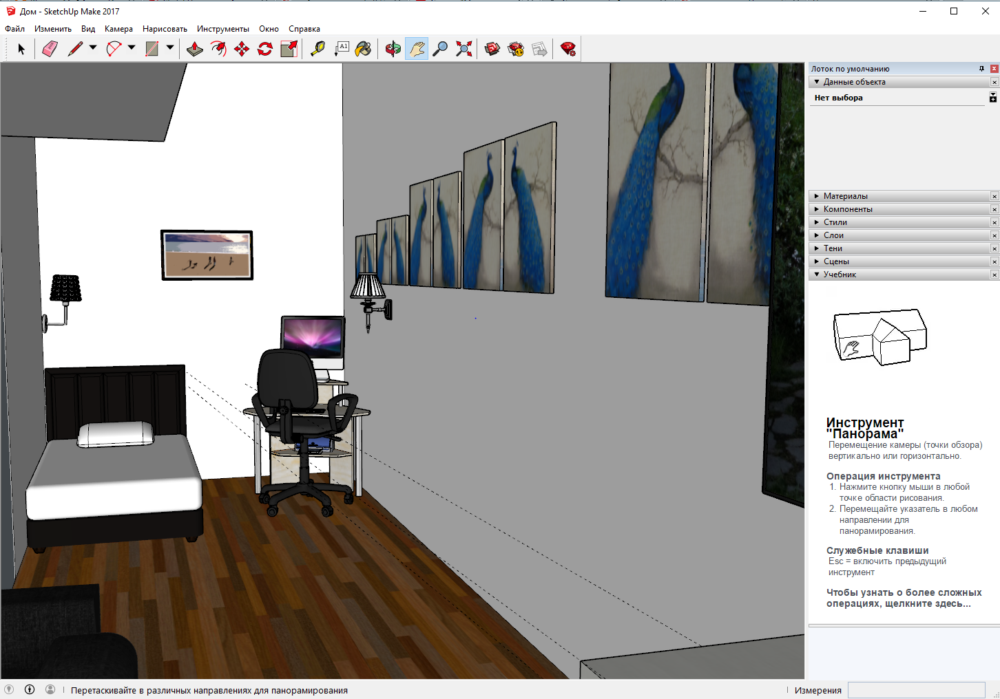 Дом - SketchUp Make 2017
Файл Изменить Вид Камера Нарисовать Инструменты Окно Справка
A1
Лоток по умолчанию
Данные объекта
Нет выбора
Материалы
Компоненты
Стили
Слои
Тени
Сцены
Учебник
Инструмент
"Панорама"
Перемещение камеры (точки обзора)
вертикально или горизонтально.
Операция инструмента
1. Нажмите кнопку мыши в любой
точке области рисования.
2. Перемещайте указатель в любом
направлении для
панорамирования.
Служебные клавиши
Esc = включить предыдущий
инструмент
Чтобы узнать о более сложных
операциях, щелкните здесь...
Перетаскивайте в различных направлениях для панорамирования
Измерения